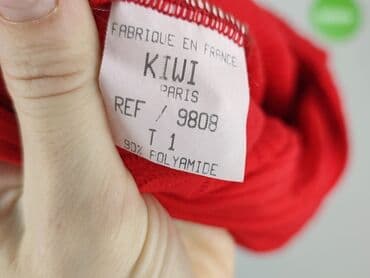 FABRIQUE EN FRANCE
KIWI
PARIS
REF / 9808
T 1
90% POLYAMIDE